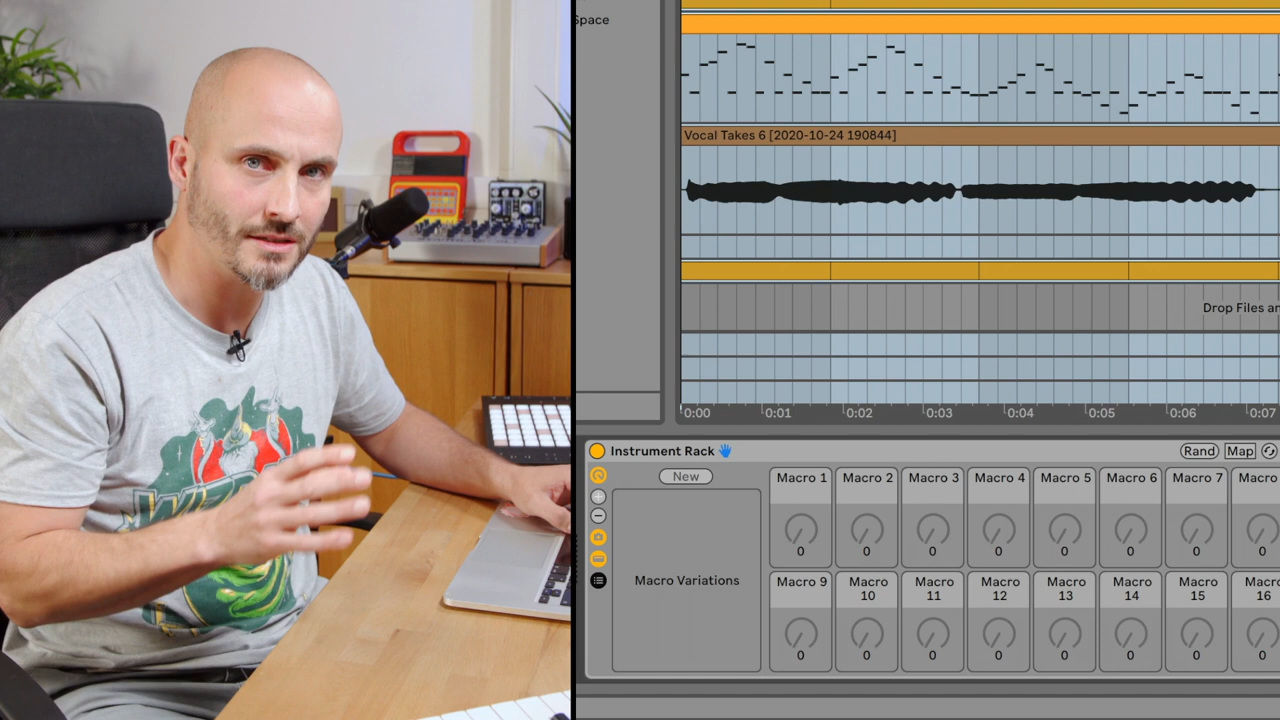 Space
Vocal Takes 6 [2020-10-24 190844]
Drop Files an
0:00 0:01 0:02 0:03 0:04 0:05 0:06 0:07
Instrument Rack
Rand Map
New
Macro 1 Macro 2 Macro 3 Macro 4 Macro 5 Macro 6 Macro 7 Macro
0 0 0 0 0 0 0 0
Macro Variations
Macro 9 Macro 10 Macro 11 Macro 12 Macro 13 Macro 14 Macro 15 Macro 16
0 0 0 0 0 0 0 0